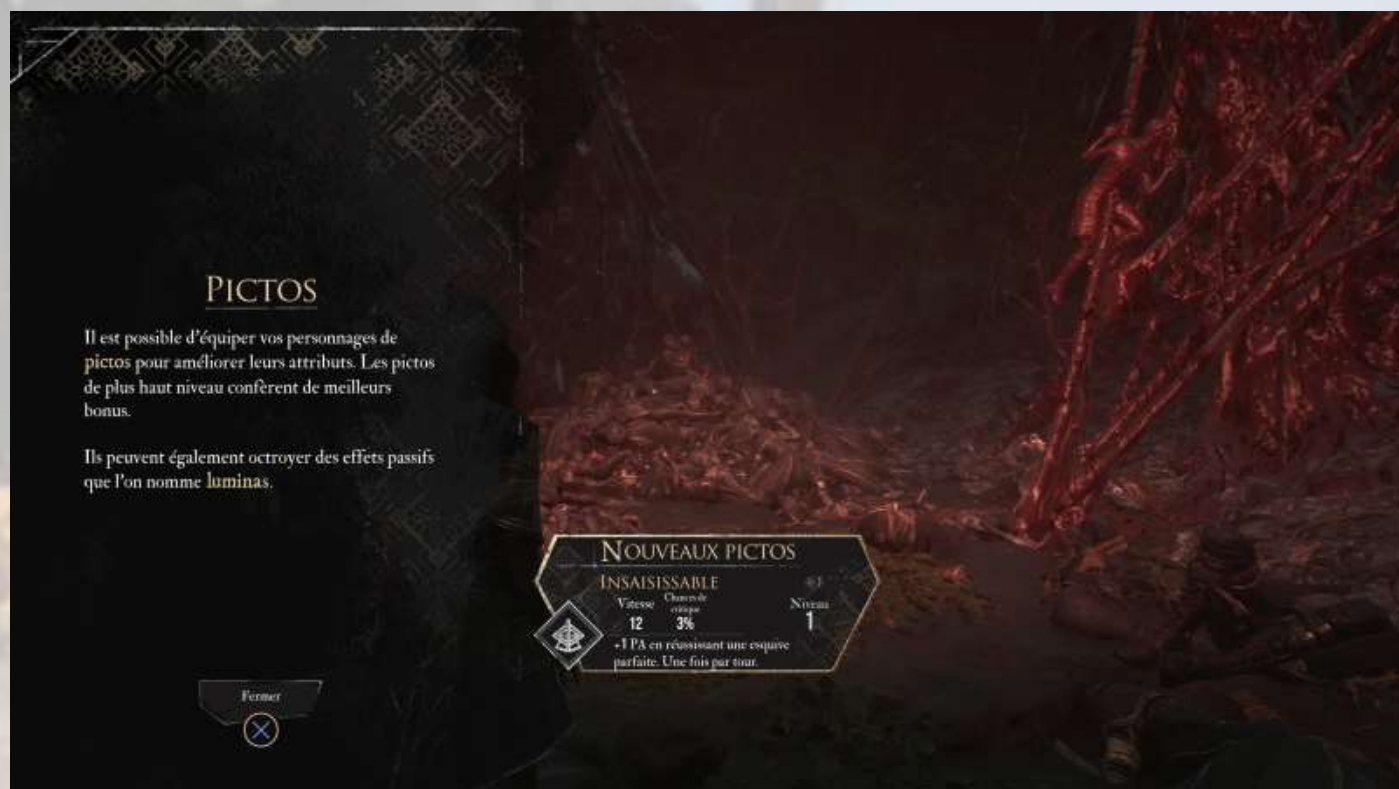 PICTOS
Il est possible d'équiper vos personnages de
pictos pour améliorer leurs attributs. Les pictos
de plus haut niveau confèrent de meilleurs
bonus.
Ils peuvent également octroyer des effets passifs
que l'on nomme luminas.
Fermer
NOUVEAUX PICTOS
INSAISISSABLE
Vitesse
12
Chances de
critique
3%
Niveau
1
+1 PA en réussissant une esquive
parfaite. Une fois par tour.